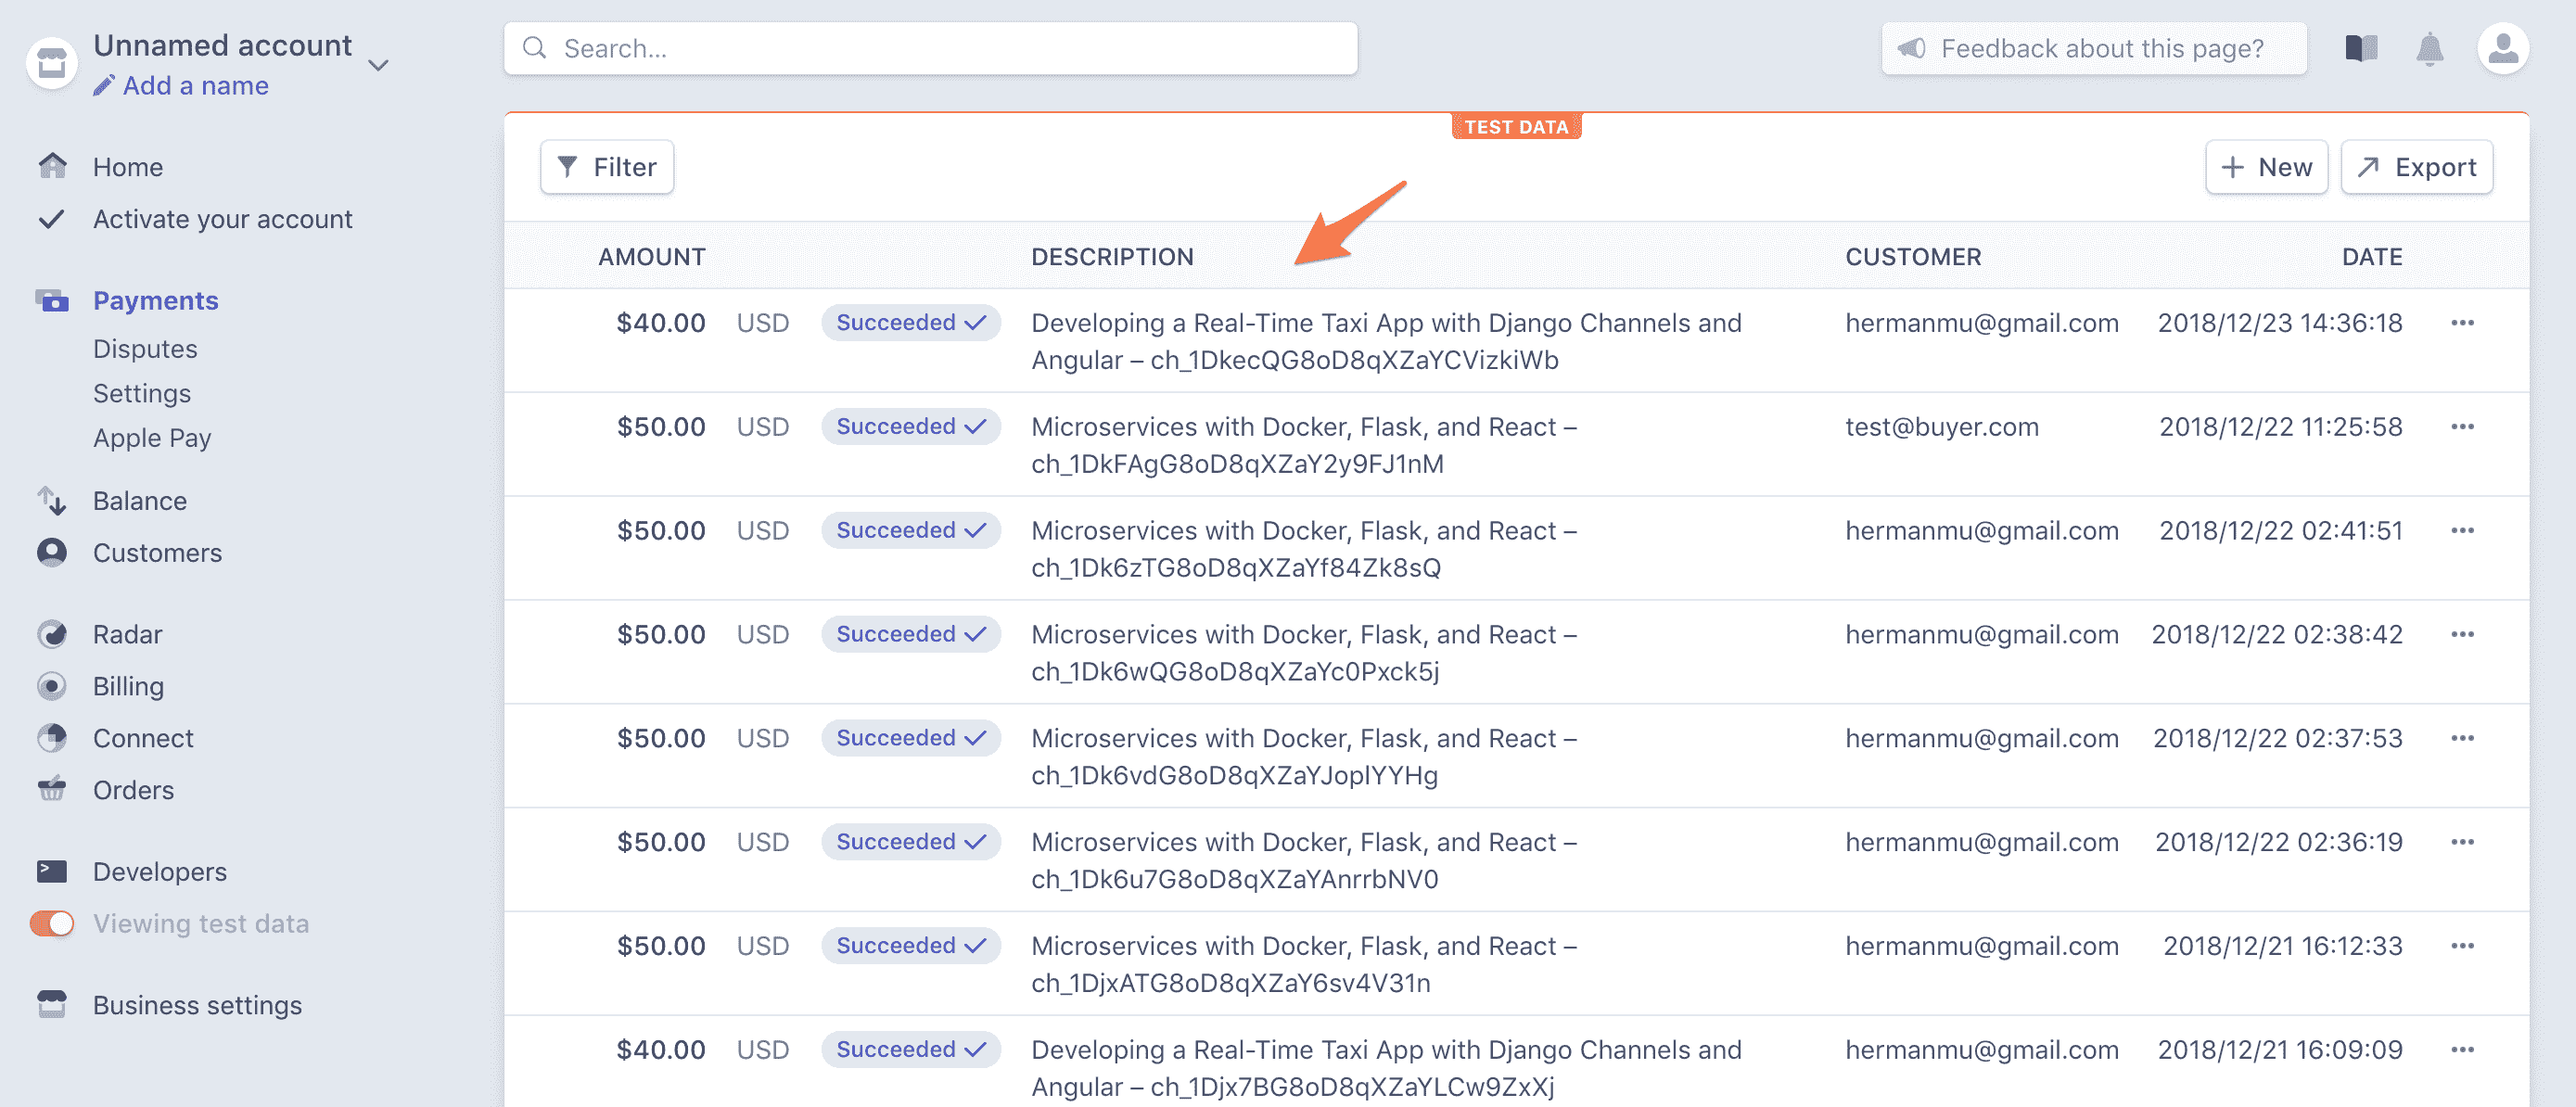 Unnamed account
Add a name
Search...
Feedback about this page?
Home
Activate your account
Payments
Disputes
Settings
Apple Pay
Balance
Customers
Radar
Billing
Connect
Orders
Developers
Viewing test data
Business settings
TEST DATA
Filter
New
Export
AMOUNT DESCRIPTION CUSTOMER DATE
$40.00 USD Succeeded Developing a Real-Time Taxi App with Django Channels and hermanmu@gmail.com 2018/12/23 14:36:18
Angular – ch_1DkecQG8oD8qXZaYCVizkiWb
$50.00 USD Succeeded Microservices with Docker, Flask, and React – test@buyer.com 2018/12/22 11:25:58
ch_1DkFAgG8oD8qXZaY2y9FJ1nM
$50.00 USD Succeeded Microservices with Docker, Flask, and React – hermanmu@gmail.com 2018/12/22 02:41:51
ch_1Dk6zTG8oD8qXZaYf84Zk8sQ
$50.00 USD Succeeded Microservices with Docker, Flask, and React – hermanmu@gmail.com 2018/12/22 02:38:42
ch_1Dk6wQG8oD8qXZaYc0Pxck5j
$50.00 USD Succeeded Microservices with Docker, Flask, and React – hermanmu@gmail.com 2018/12/22 02:37:53
ch_1Dk6vdG8oD8qXZaYJoplYYHg
$50.00 USD Succeeded Microservices with Docker, Flask, and React – hermanmu@gmail.com 2018/12/22 02:36:19
ch_1Dk6u7G8oD8qXZaYAnrrbNV0
$50.00 USD Succeeded Microservices with Docker, Flask, and React – hermanmu@gmail.com 2018/12/21 16:12:33
ch_1DjxATG8oD8qXZaY6sv4V31n
$40.00 USD Succeeded Developing a Real-Time Taxi App with Django Channels and hermanmu@gmail.com 2018/12/21 16:09:09
Angular – ch_1Djx7BG8oD8qXZaYLCw9ZxXj